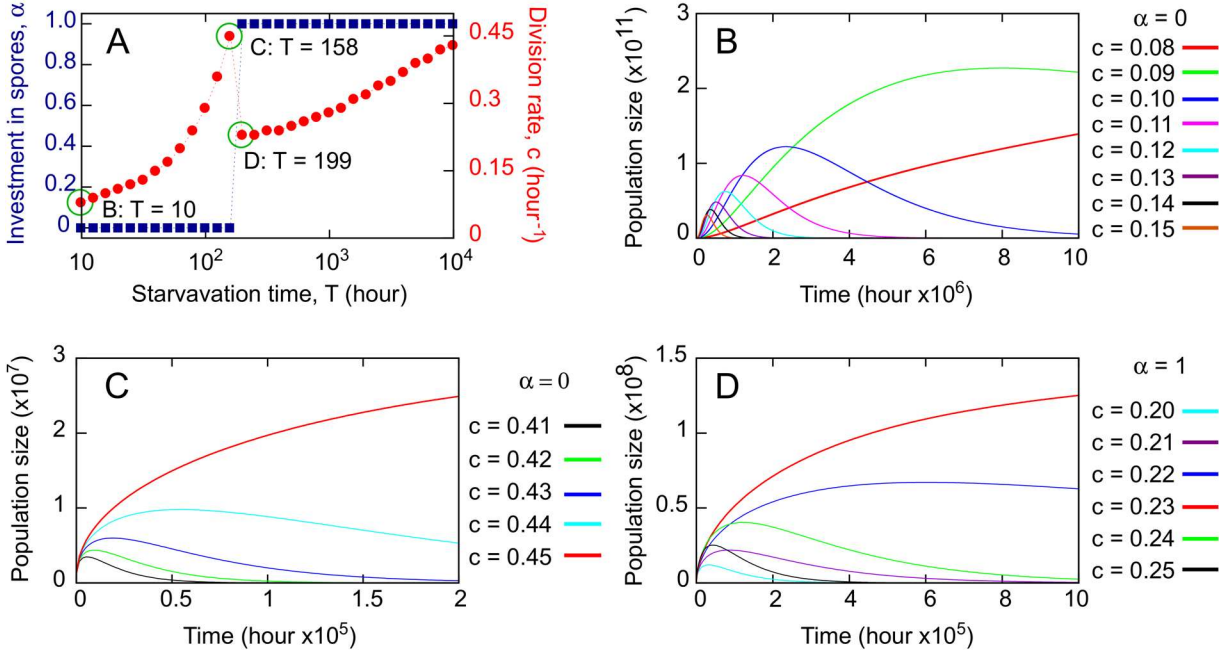 A
Investment in spores, α
1.0
0.8
0.6
0.4
0.2
0
C: T = 158
D: T = 199
B: T = 10
0.45
0.3
0.15
0
Division rate, c (hour-1)
10 10² 10³ 10⁴
Starvavation time, T (hour)
B
Population size (x10¹¹)
3
2
1
0
0 2 4 6 8 10
Time (hour x10⁶)
α = 0
c = 0.08
c = 0.09
c = 0.10
c = 0.11
c = 0.12
c = 0.13
c = 0.14
c = 0.15
C
Population size (x10⁷)
3
2
1
0
0 0.5 1 1.5 2
Time (hour x10⁵)
α = 0
c = 0.41
c = 0.42
c = 0.43
c = 0.44
c = 0.45
D
Population size (x10⁸)
1.5
1
0.5
0
0 2 4 6 8 10
Time (hour x10⁵)
α = 1
c = 0.20
c = 0.21
c = 0.22
c = 0.23
c = 0.24
c = 0.25